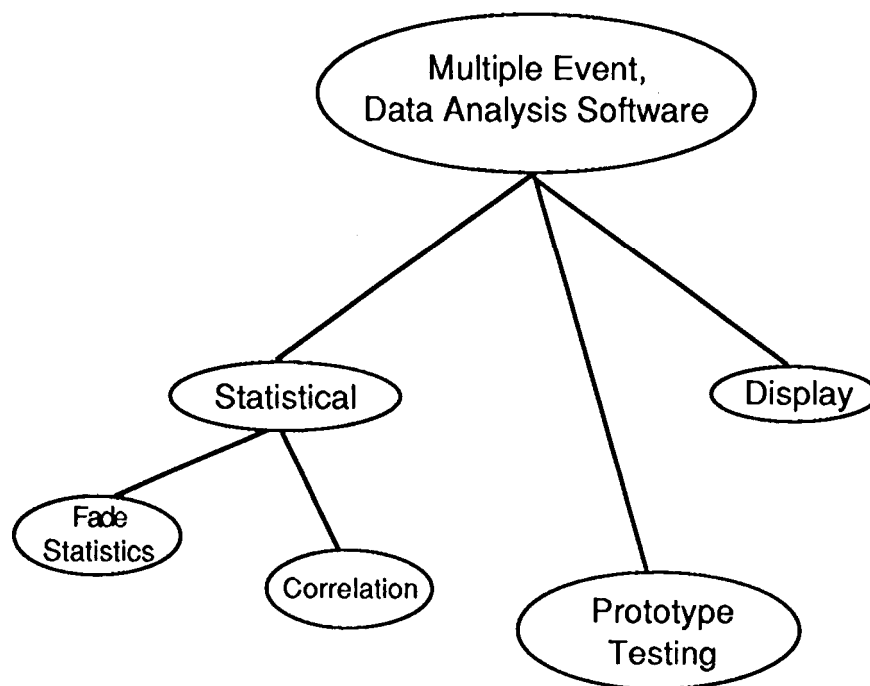 Multiple Event,
Data Analysis Software
Statistical
Display
Fade
Statistics
Correlation
Prototype
Testing